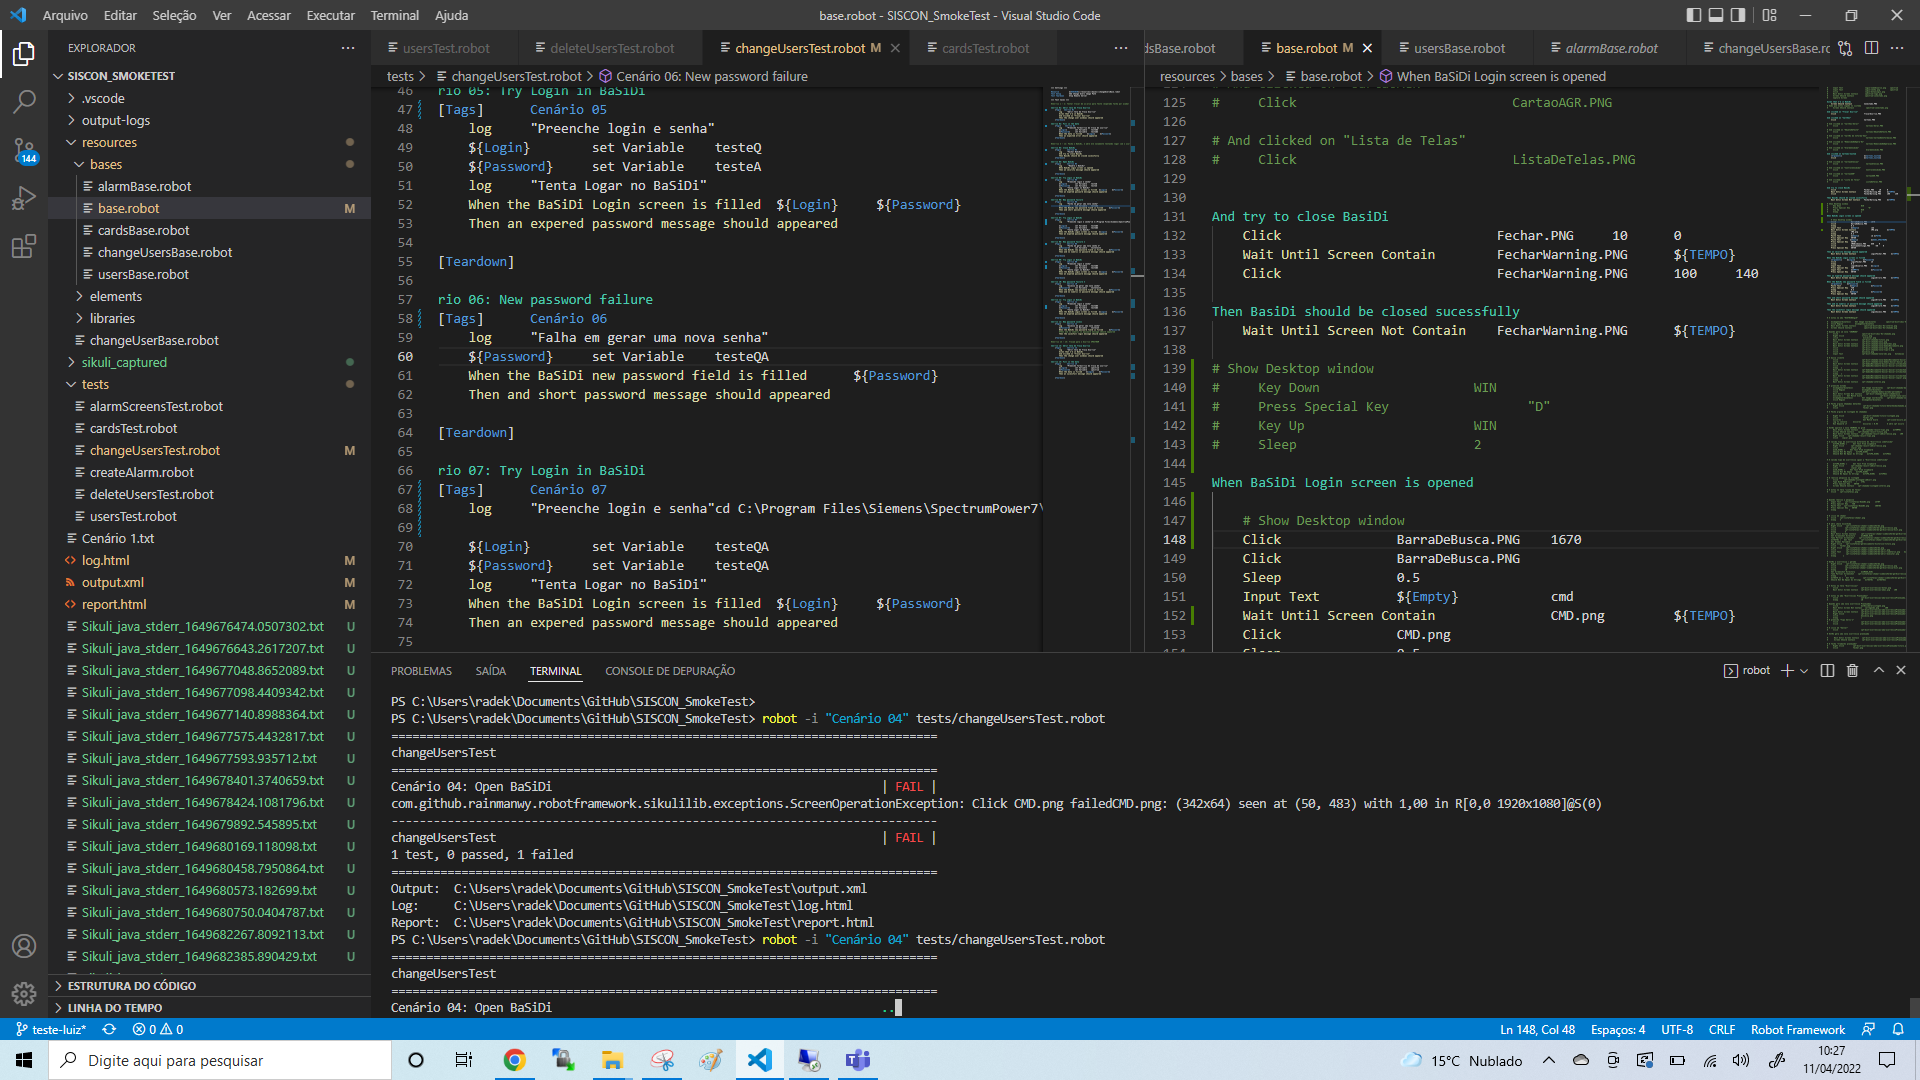 Arquivo Editar Seleção Ver Acessar Executar Terminal Ajuda
base.robot - SISCON_SmokeTest - Visual Studio Code
EXPLORADOR
SISCON_SMOKETEST
.vscode
output-logs
resources
bases
alarmBase.robot
base.robot M
cardsBase.robot
changeUsersBase.robot
usersBase.robot
elements
libraries
changeUserBase.robot
sikuli_captured
tests
alarmScreensTest.robot
cardsTest.robot
changeUsersTest.robot M
createAlarm.robot
deleteUsersTest.robot
usersTest.robot
Cenário 1.txt
log.html M
output.xml M
report.html M
Sikuli_java_stderr_1649676474.0507302.txt U
Sikuli_java_stderr_1649676643.2617207.txt U
Sikuli_java_stderr_1649677048.8652089.txt U
Sikuli_java_stderr_1649677098.4409342.txt U
Sikuli_java_stderr_1649677140.8988364.txt U
Sikuli_java_stderr_1649677575.4432817.txt U
Sikuli_java_stderr_1649677593.935712.txt U
Sikuli_java_stderr_1649678401.3740659.txt U
Sikuli_java_stderr_1649678424.1081796.txt U
Sikuli_java_stderr_1649679892.545895.txt U
Sikuli_java_stderr_1649680169.118098.txt U
Sikuli_java_stderr_1649680458.7950864.txt U
Sikuli_java_stderr_1649680573.182699.txt U
Sikuli_java_stderr_1649680750.0404787.txt U
Sikuli_java_stderr_1649682267.8092113.txt U
Sikuli_java_stderr_1649682385.890429.txt U
ESTRUTURA DO CÓDIGO
LINHA DO TEMPO
144
usersTest.robot deleteUsersTest.robot changeUsersTest.robot M cardsTest.robot
tests > changeUsersTest.robot > Cenário 06: New password failure
46 rio 05: Try Login in BaSiDi
47 [Tags] Cenário 05
48 log "Preenche login e senha"
49 ${Login} set Variable testeQ
50 ${Password} set Variable testeA
51 log "Tenta Logar no BaSiDi"
52 When the BaSiDi Login screen is filled ${Login} ${Password}
53 Then an expered password message should appeared
54
55 [Teardown]
56
57 rio 06: New password failure
58 [Tags] Cenário 06
59 log "Falha em gerar uma nova senha"
60 ${Password} set Variable testeQA
61 When the BaSiDi new password field is filled ${Password}
62 Then and short password message should appeared
63
64 [Teardown]
65
66 rio 07: Try Login in BaSiDi
67 [Tags] Cenário 07
68 log "Preenche login e senha"cd C:\Program Files\Siemens\SpectrumPower7\
69
70 ${Login} set Variable testeQA
71 ${Password} set Variable testeQA
72 log "Tenta Logar no BaSiDi"
73 When the BaSiDi Login screen is filled ${Login} ${Password}
74 Then an expered password message should appeared
75
dsBase.robot base.robot M usersBase.robot alarmBase.robot changeUsersBase.ro
resources > bases > base.robot > When BaSiDi Login screen is opened
125 # Click CartaoAGR.PNG
126
127 # And clicked on "Lista de Telas"
128 # Click ListaDeTelas.PNG
129
130
131 And try to close BasiDi
132 Click Fechar.PNG 10 0
133 Wait Until Screen Contain FecharWarning.PNG ${TEMPO}
134 Click FecharWarning.PNG 100 140
135
136 Then BasiDi should be closed sucessfully
137 Wait Until Screen Not Contain FecharWarning.PNG ${TEMPO}
138
139 # Show Desktop window
140 # Key Down WIN
141 # Press Special Key "D"
142 # Key Up WIN
143 # Sleep 2
144
145 When BaSiDi Login screen is opened
146
147 # Show Desktop window
148 Click BarraDeBusca.PNG 1670
149 Click BarraDeBusca.PNG
150 Sleep 0.5
151 Input Text ${Empty} cmd
152 Wait Until Screen Contain CMD.png ${TEMPO}
153 Click CMD.png
PROBLEMAS SAÍDA TERMINAL CONSOLE DE DEPURAÇÃO
robot
PS C:\Users\radek\Documents\GitHub\SISCON_SmokeTest>
PS C:\Users\radek\Documents\GitHub\SISCON_SmokeTest> robot -i "Cenário 04" tests/changeUsersTest.robot
==============================================================================
changeUsersTest
==============================================================================
Cenário 04: Open BaSiDi | FAIL |
com.github.rainmanwy.robotframework.sikulilib.exceptions.ScreenOperationException: Click CMD.png failedCMD.png: (342x64) seen at (50, 483) with 1,00 in R[0,0 1920x1080]@S(0)
------------------------------------------------------------------------------
changeUsersTest | FAIL |
1 test, 0 passed, 1 failed
==============================================================================
Output: C:\Users\radek\Documents\GitHub\SISCON_SmokeTest\output.xml
Log: C:\Users\radek\Documents\GitHub\SISCON_SmokeTest\log.html
Report: C:\Users\radek\Documents\GitHub\SISCON_SmokeTest\report.html
PS C:\Users\radek\Documents\GitHub\SISCON_SmokeTest> robot -i "Cenário 04" tests/changeUsersTest.robot
==============================================================================
changeUsersTest
==============================================================================
Cenário 04: Open BaSiDi ..
teste-luiz* 0 0
Ln 148, Col 48 Espaços: 4 UTF-8 CRLF Robot Framework
Digite aqui para pesquisar
15°C Nublado
10:27
11/04/2022